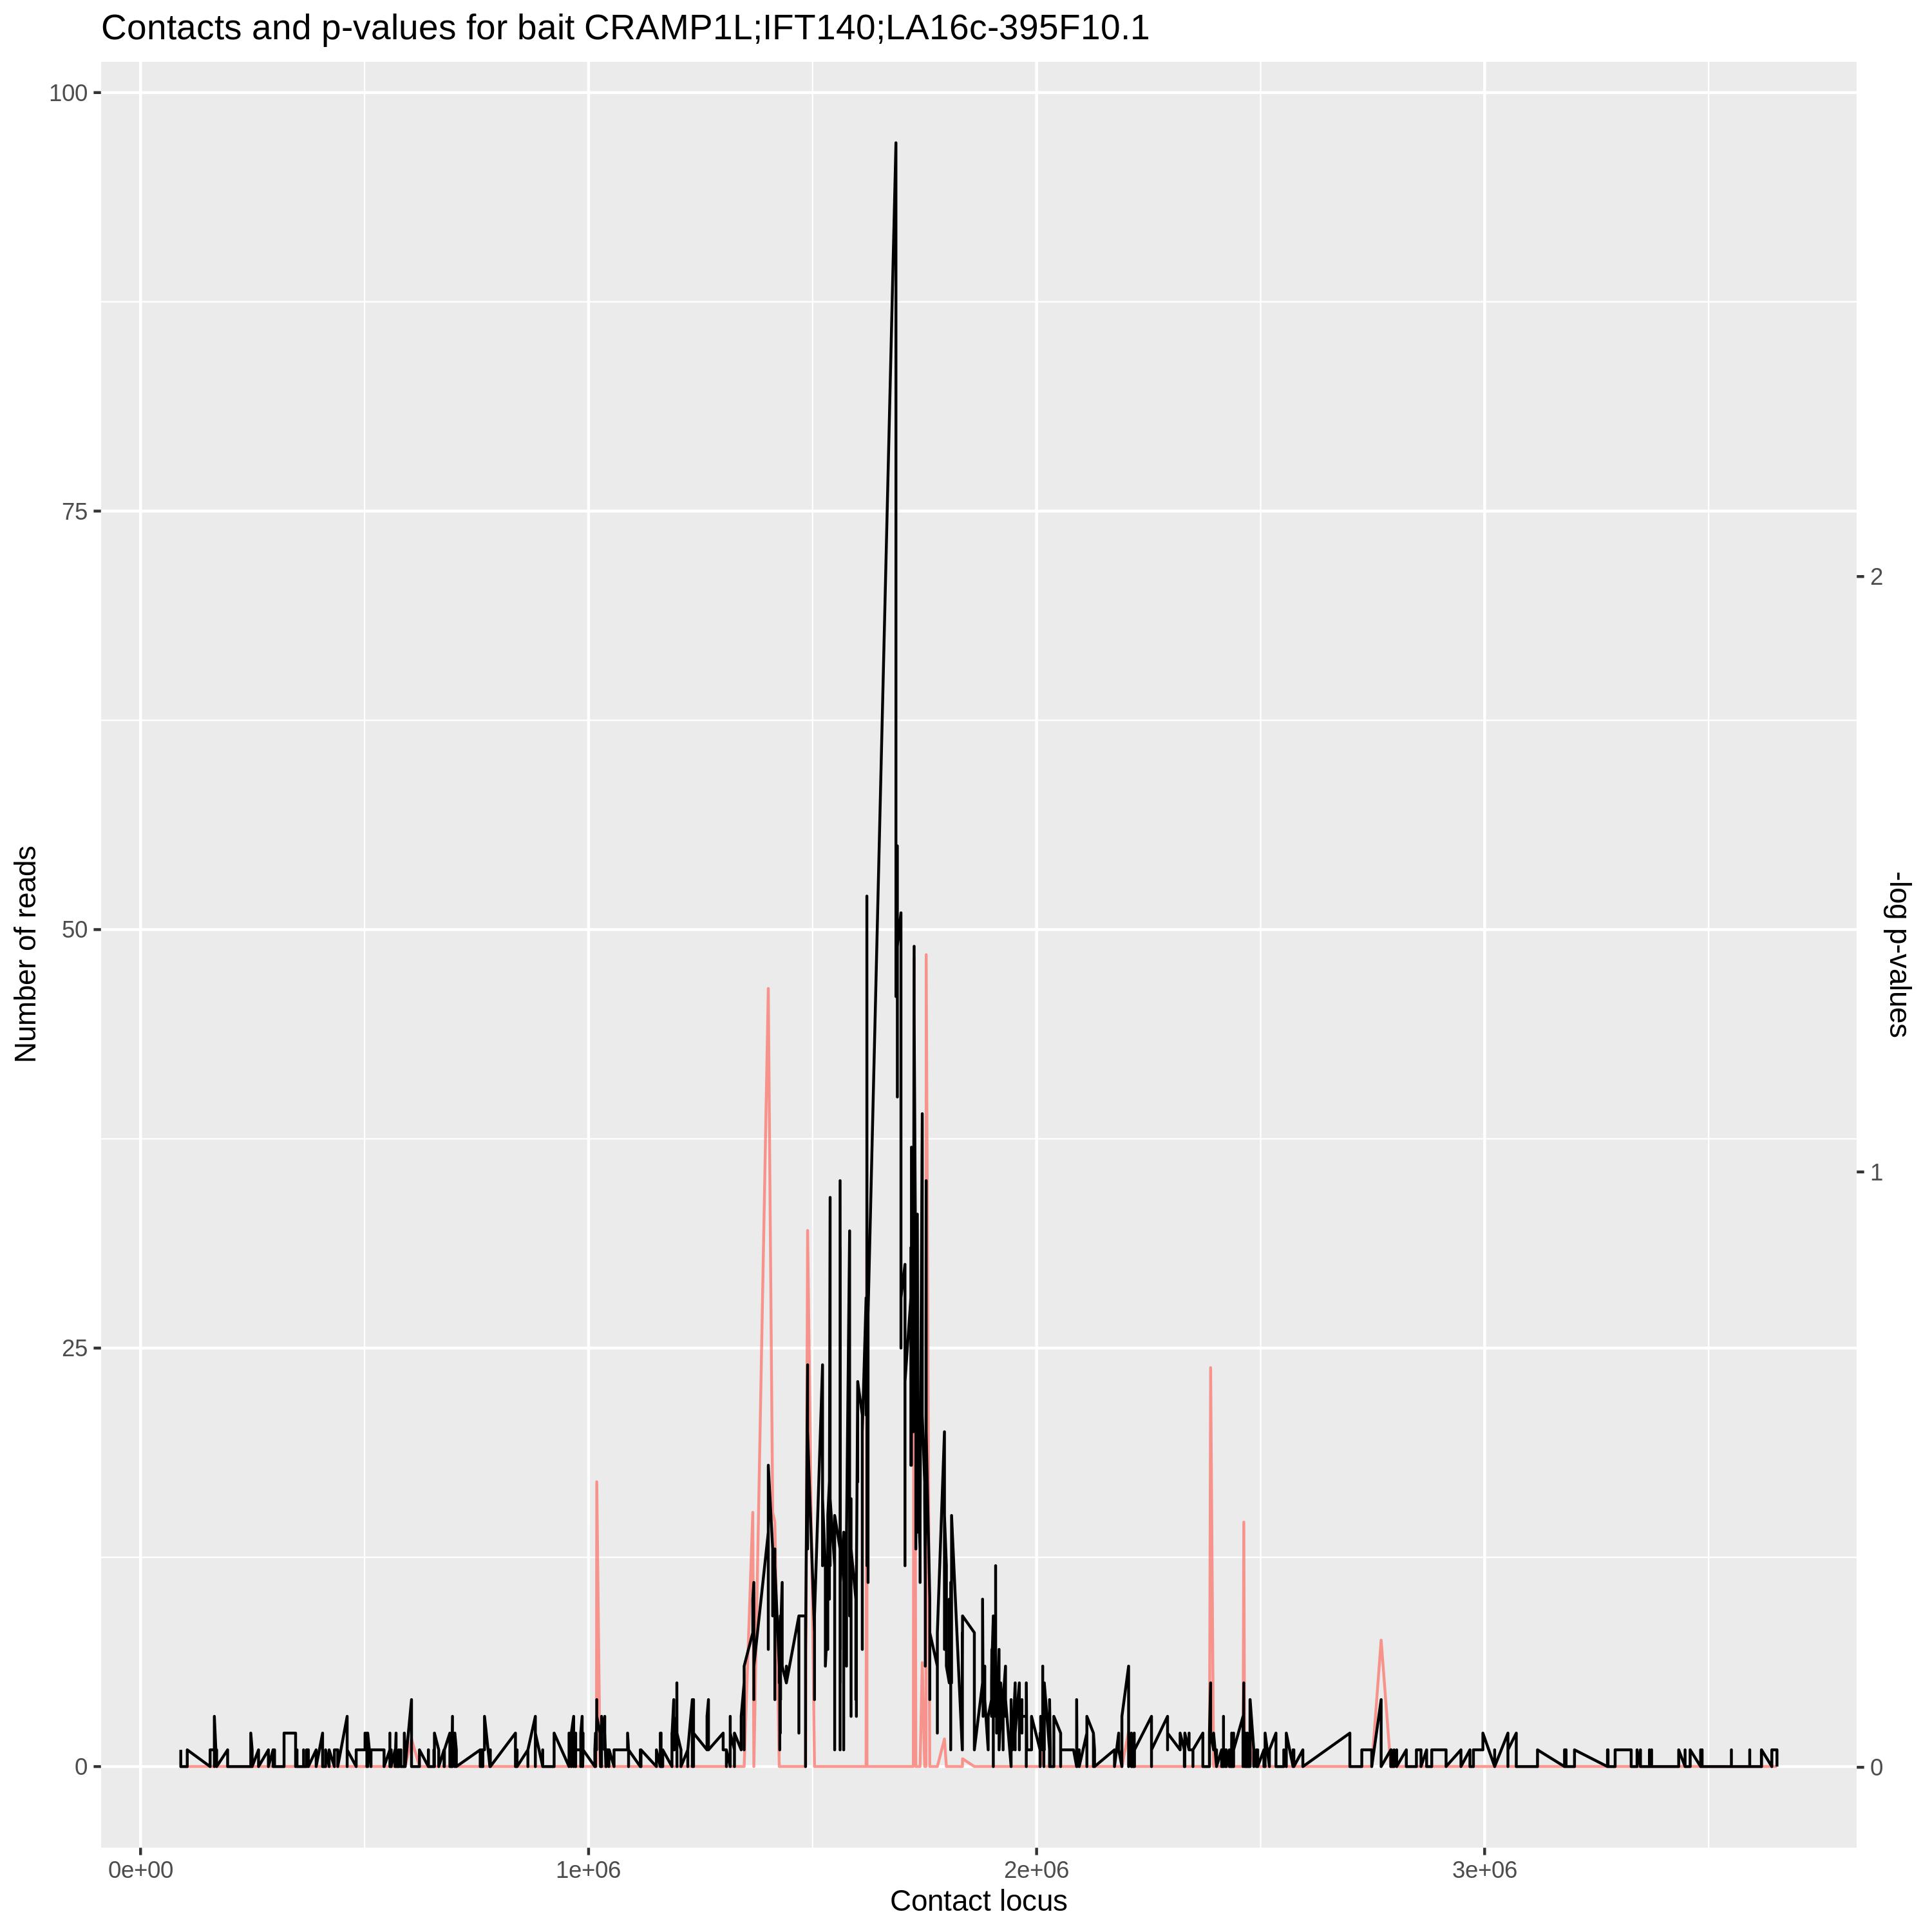 Contacts and p-values for bait CRAMP1L;IFT140;LA16c-395F10.1
100
75
50
25
0
Number of reads
2
1
0
-log p-values
0e+00 1e+06 2e+06 3e+06
Contact locus